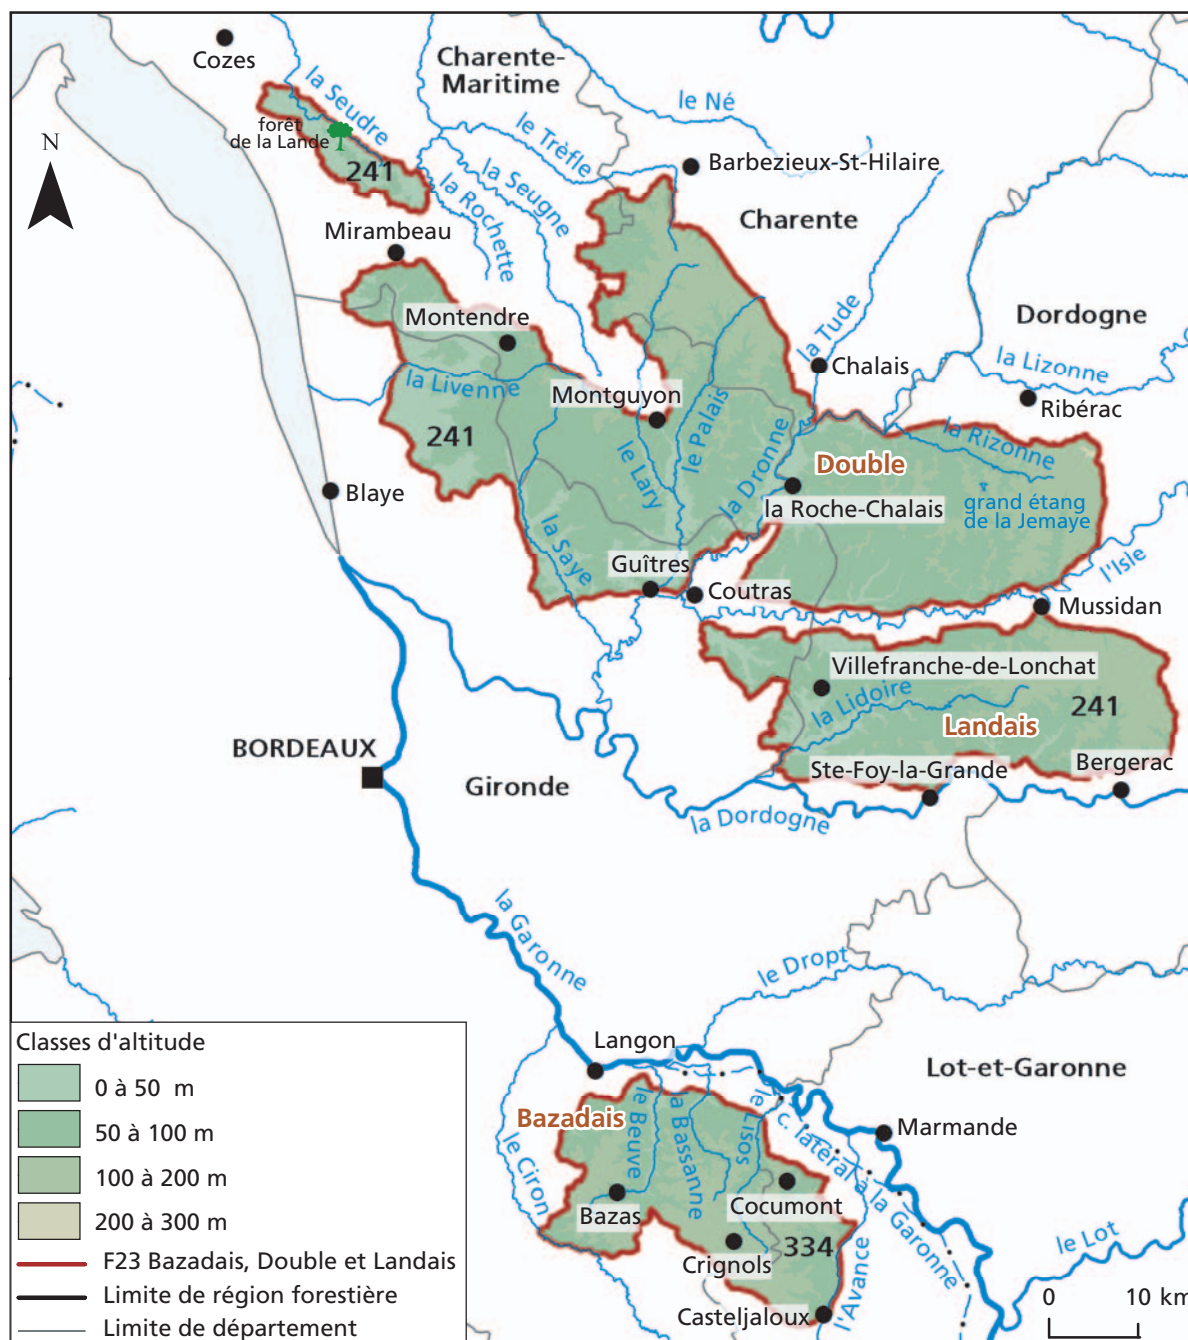 Cozes
Charente-
Maritime
le Né
la Seudre
forêt
de la Lande
N
241
le Trèfle
Barbezieux-St-Hilaire
la Seugne
la Rochette
Charente
Mirambeau
Montendre
Dordogne
la Tude
Chalais
la Lizonne
la Livenne
Montguyon
le Palais
Ribérac
241
le Lary
la Dronne
Double
la Rizonne
Blaye
la Roche-Chalais
grand étang
de la Jemaye
la Saye
Guîtres
Coutras
l'Isle
Mussidan
Villefranche-de-Lonchat
la Lidoire
Landais
241
BORDEAUX
Gironde
Ste-Foy-la-Grande
Bergerac
la Dordogne
la Garonne
le Dropt
Langon
Lot-et-Garonne
Bazadais
le Beuve
la Bassanne
le Lisos
c. latéral à la Garonne
Marmande
le Ciron
Bazas
Cocumont
Grignols
334
l'Avance
le Lot
Casteljaloux
Classes d'altitude
0 à 50 m
50 à 100 m
100 à 200 m
200 à 300 m
F23 Bazadais, Double et Landais
Limite de région forestière
Limite de département
0 10 km